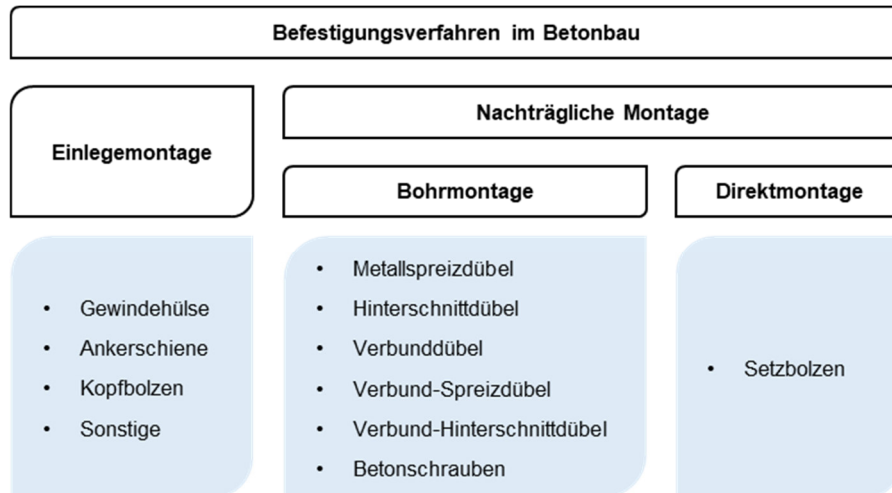 Befestigungsverfahren im Betonbau
Einlegemontage
Nachträgliche Montage
Bohrmontage
Direktmontage
• Gewindehülse
• Ankerschiene
• Kopfbolzen
• Sonstige
• Metallspreizdübel
• Hinterschnittdübel
• Verbunddübel
• Verbund-Spreizdübel
• Verbund-Hinterschnittdübel
• Betonschrauben
• Setzbolzen